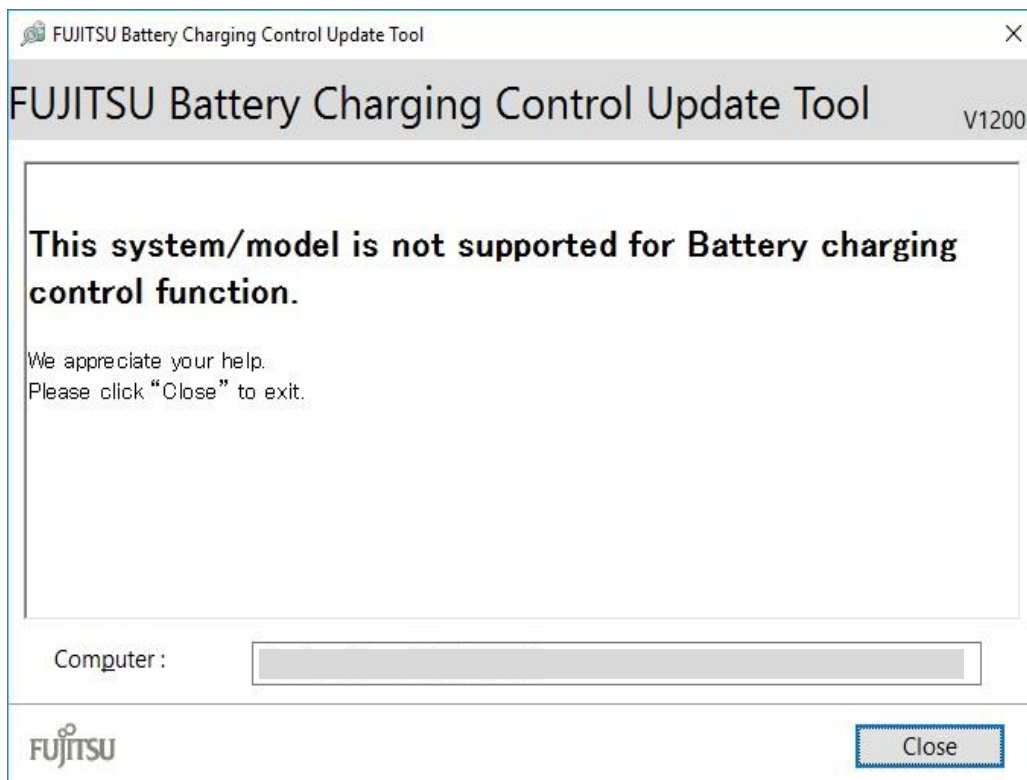 FUJITSU Battery Charging Control Update Tool
FUJITSU Battery Charging Control Update Tool
V1200
This system/model is not supported for Battery charging
control function.
We appreciate your help.
Please click “Close” to exit.
Computer :
FUJITSU
Close